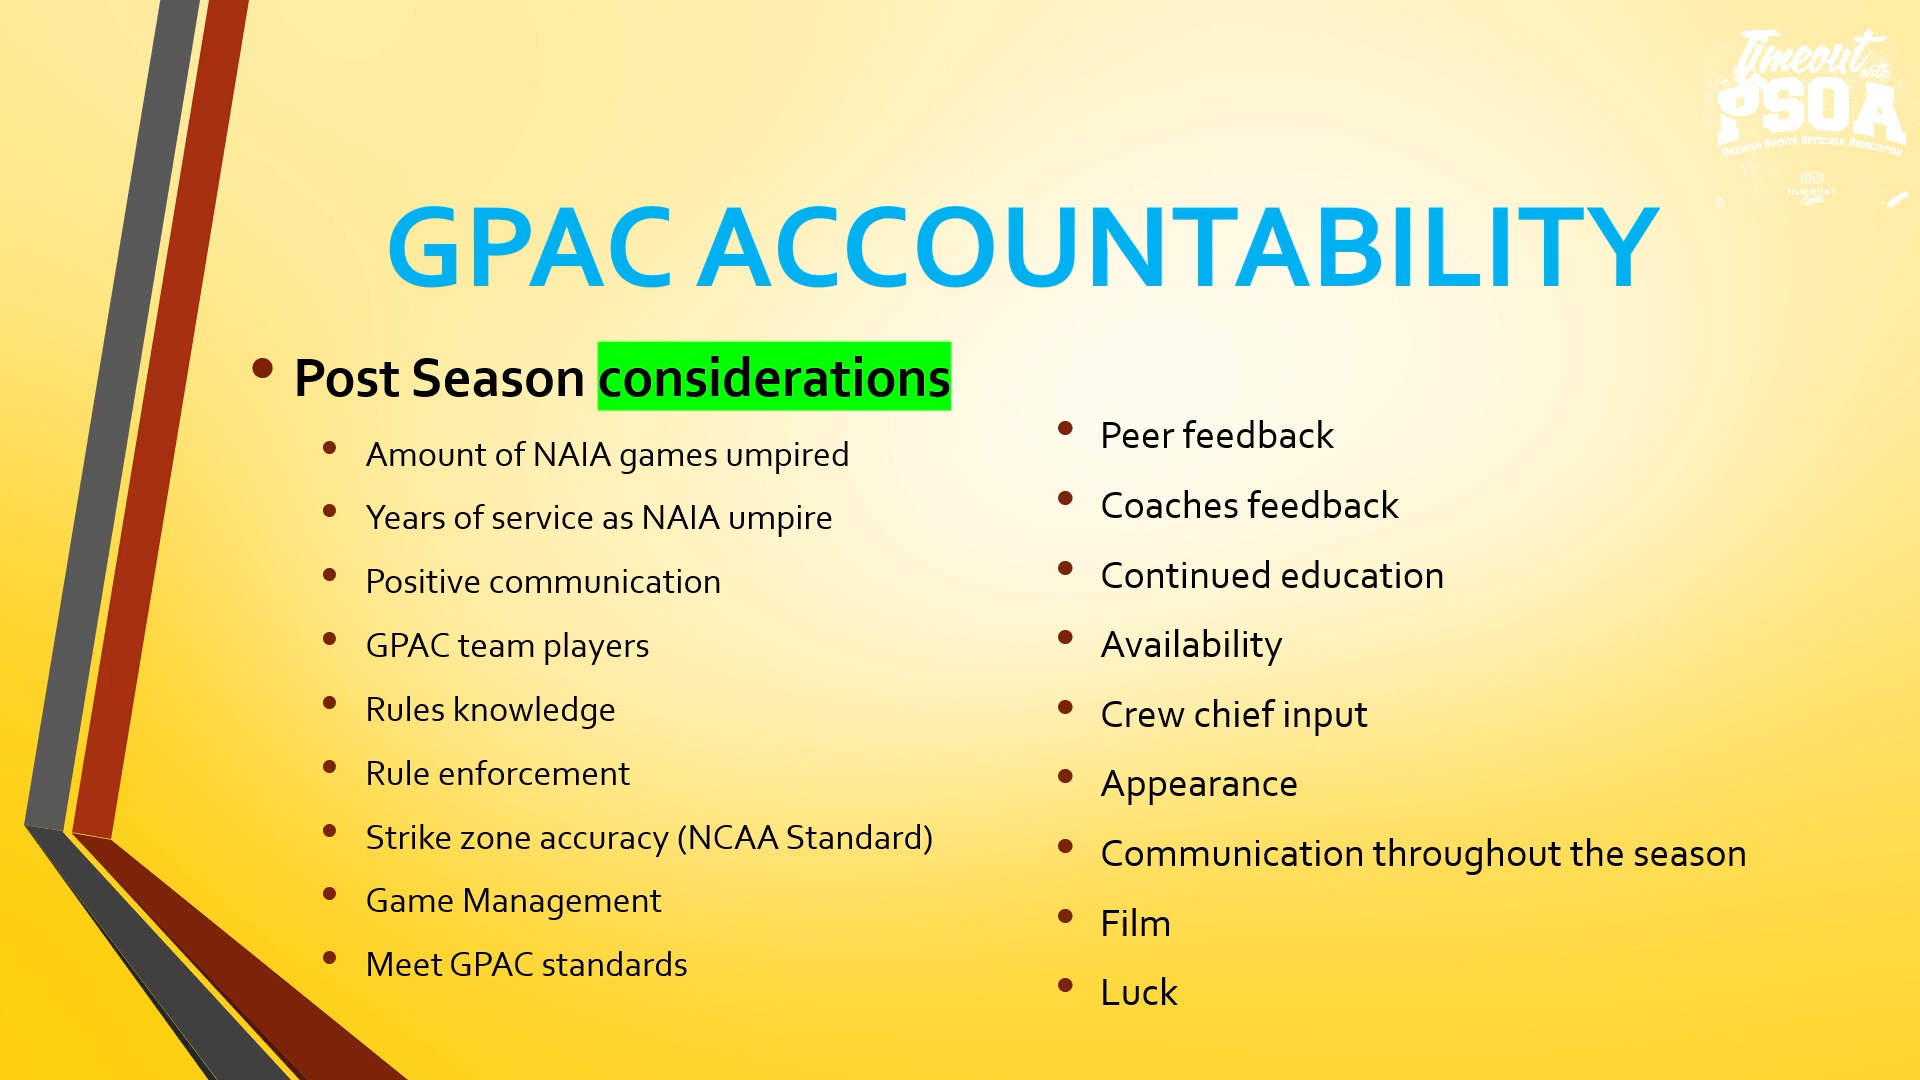 Timeout with
PSOA
PREMIER SPORTS OFFICIALS ASSOCIATION
GPAC ACCOUNTABILITY
• Post Season considerations
• Amount of NAIA games umpired
• Years of service as NAIA umpire
• Positive communication
• GPAC team players
• Rules knowledge
• Rule enforcement
• Strike zone accuracy (NCAA Standard)
• Game Management
• Meet GPAC standards
• Peer feedback
• Coaches feedback
• Continued education
• Availability
• Crew chief input
• Appearance
• Communication throughout the season
• Film
• Luck